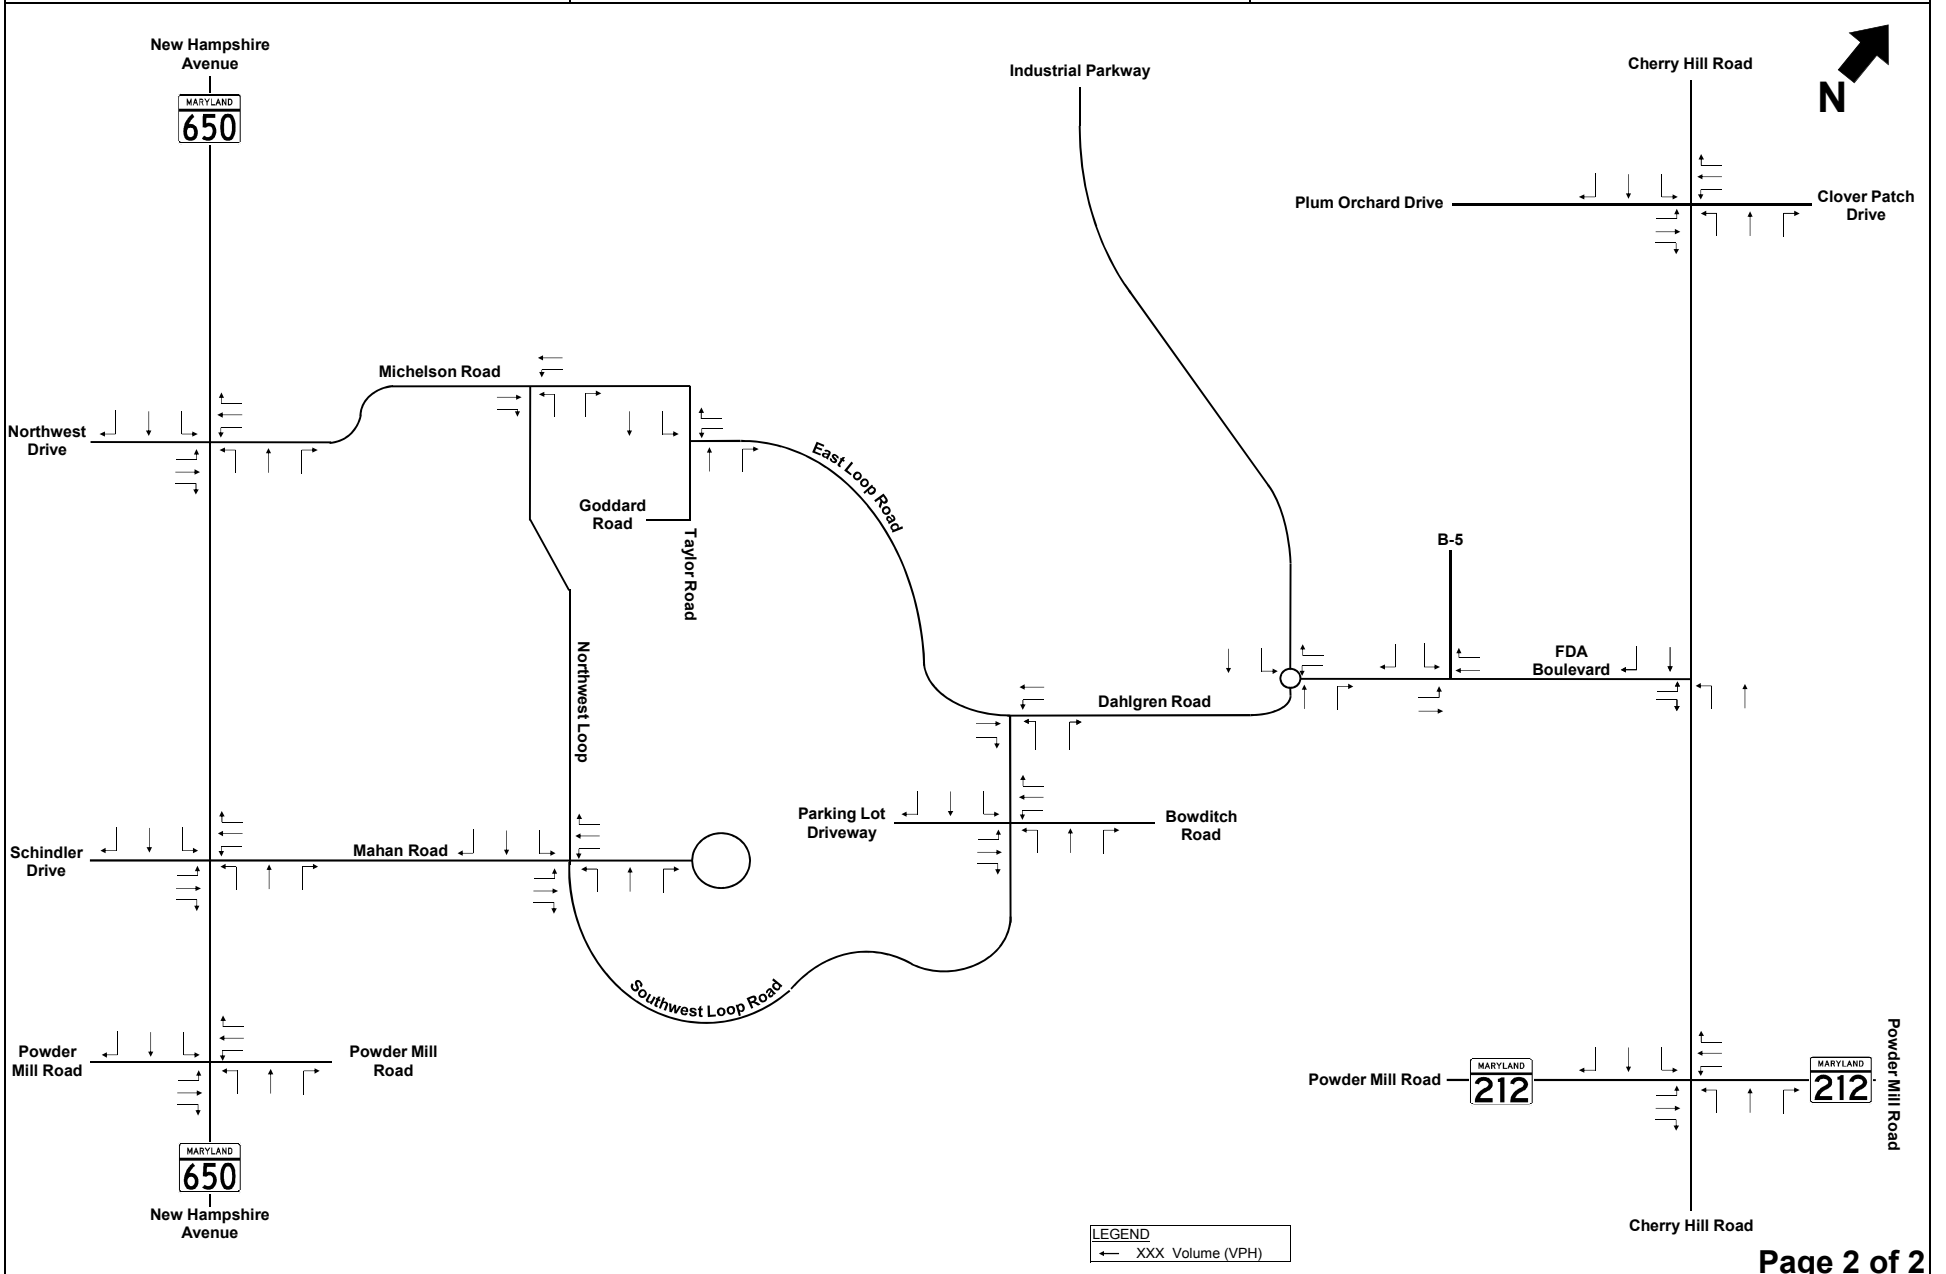 New Hampshire
Avenue
MARYLAND
650
Industrial Parkway
Cherry Hill Road
N
Plum Orchard Drive
Clover Patch
Drive
Michelson Road
Northwest
Drive
East Loop Road
Goddard
Road
Taylor Road
B-5
Northwest Loop
FDA
Boulevard
Dahlgren Road
Parking Lot
Driveway
Bowditch
Road
Schindler
Drive
Mahan Road
Southwest Loop Road
Powder
Mill Road
Powder Mill
Road
Powder Mill Road
MARYLAND
212
MARYLAND
212
Powder Mill Road
MARYLAND
650
New Hampshire
Avenue
Cherry Hill Road
LEGEND
XXX Volume (VPH)
Page 2 of 2